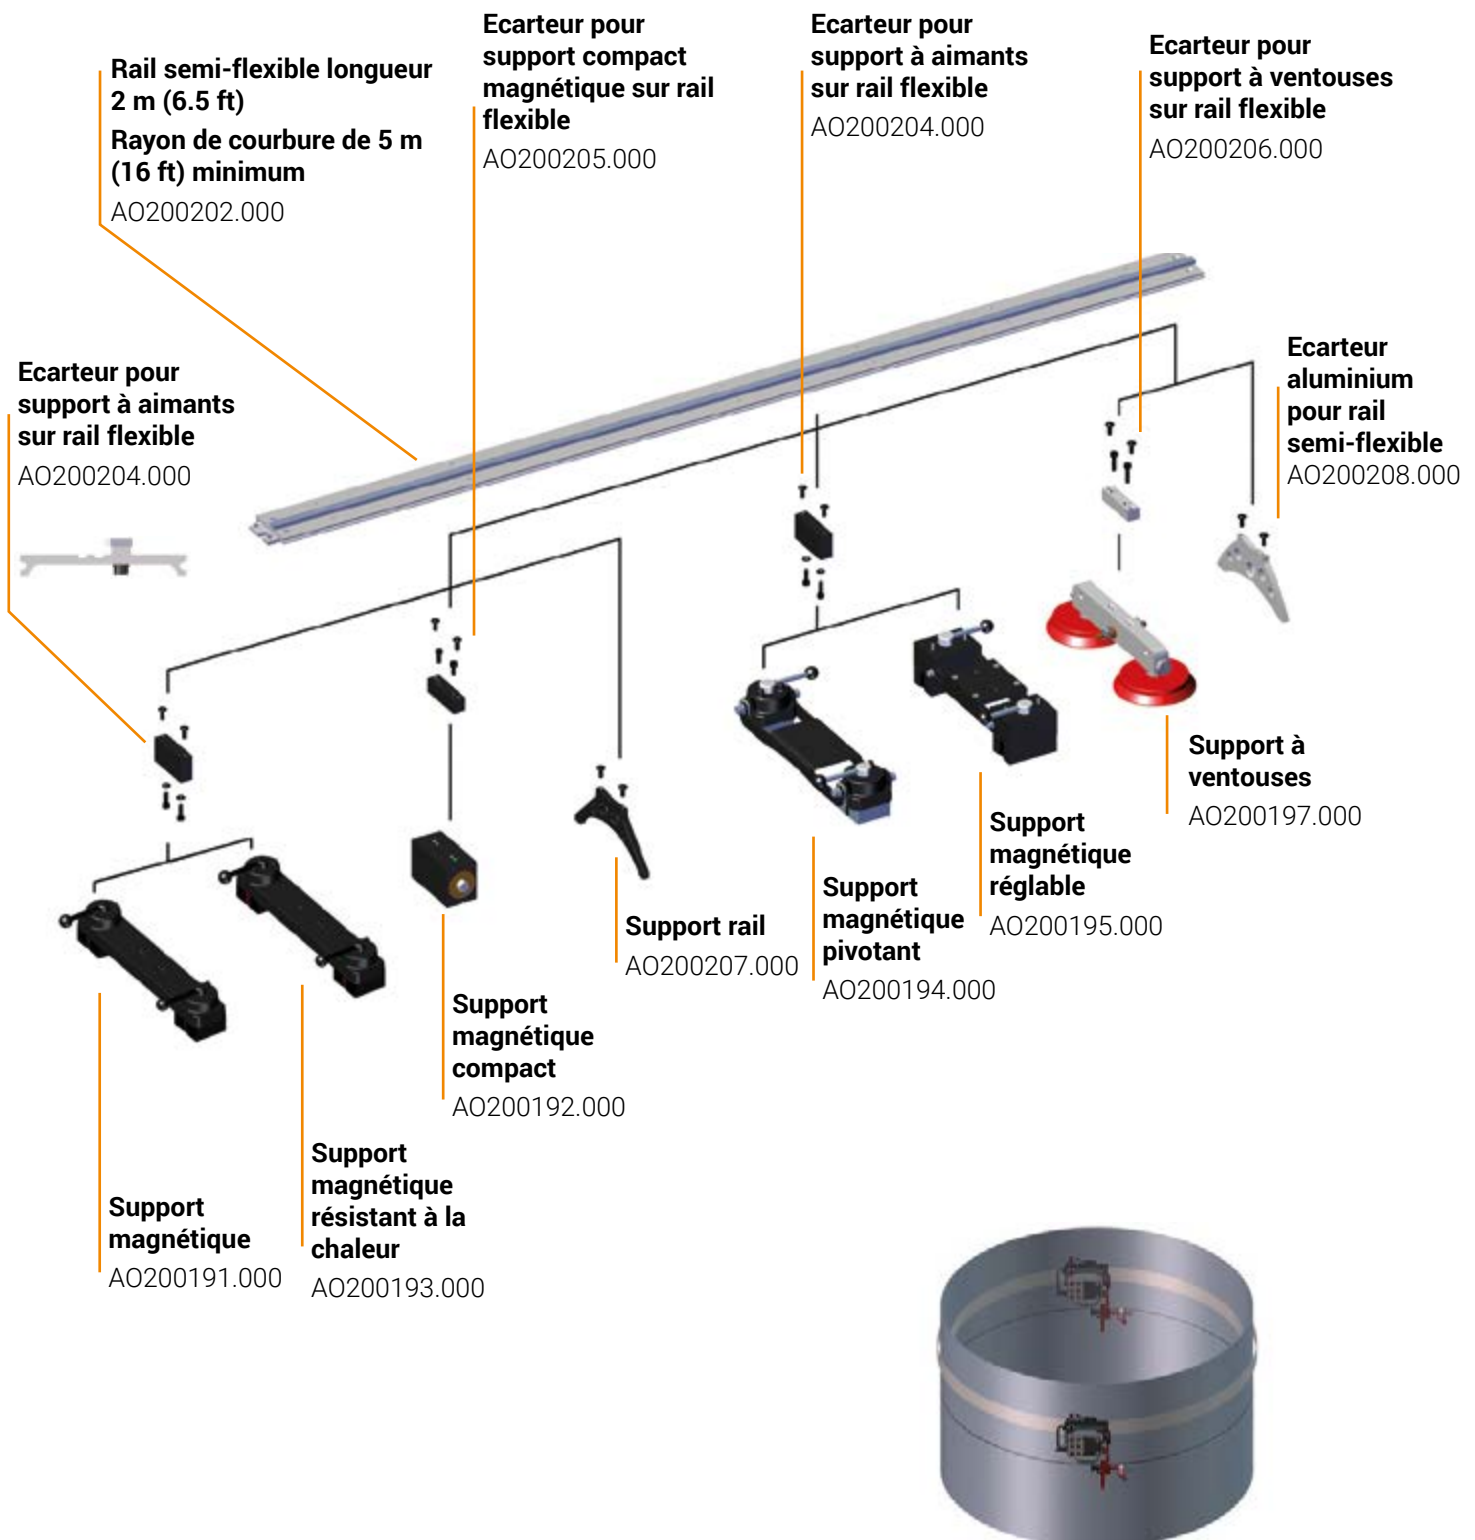 Rail semi-flexible longueur
2 m (6.5 ft)
Rayon de courbure de 5 m
(16 ft) minimum
AO200202.000
Ecarteur pour
support compact
magnétique sur rail
flexible
AO200205.000
Ecarteur pour
support à aimants
sur rail flexible
AO200204.000
Ecarteur pour
support à ventouses
sur rail flexible
AO200206.000
Ecarteur pour
support à aimants
sur rail flexible
AO200204.000
Ecarteur
aluminium
pour rail
semi-flexible
AO200208.000
Support à
ventouses
AO200197.000
Support
magnétique
réglable
AO200195.000
Support
magnétique
pivotant
AO200194.000
Support rail
AO200207.000
Support
magnétique
compact
AO200192.000
Support
magnétique
résistant à la
chaleur
AO200193.000
Support
magnétique
AO200191.000